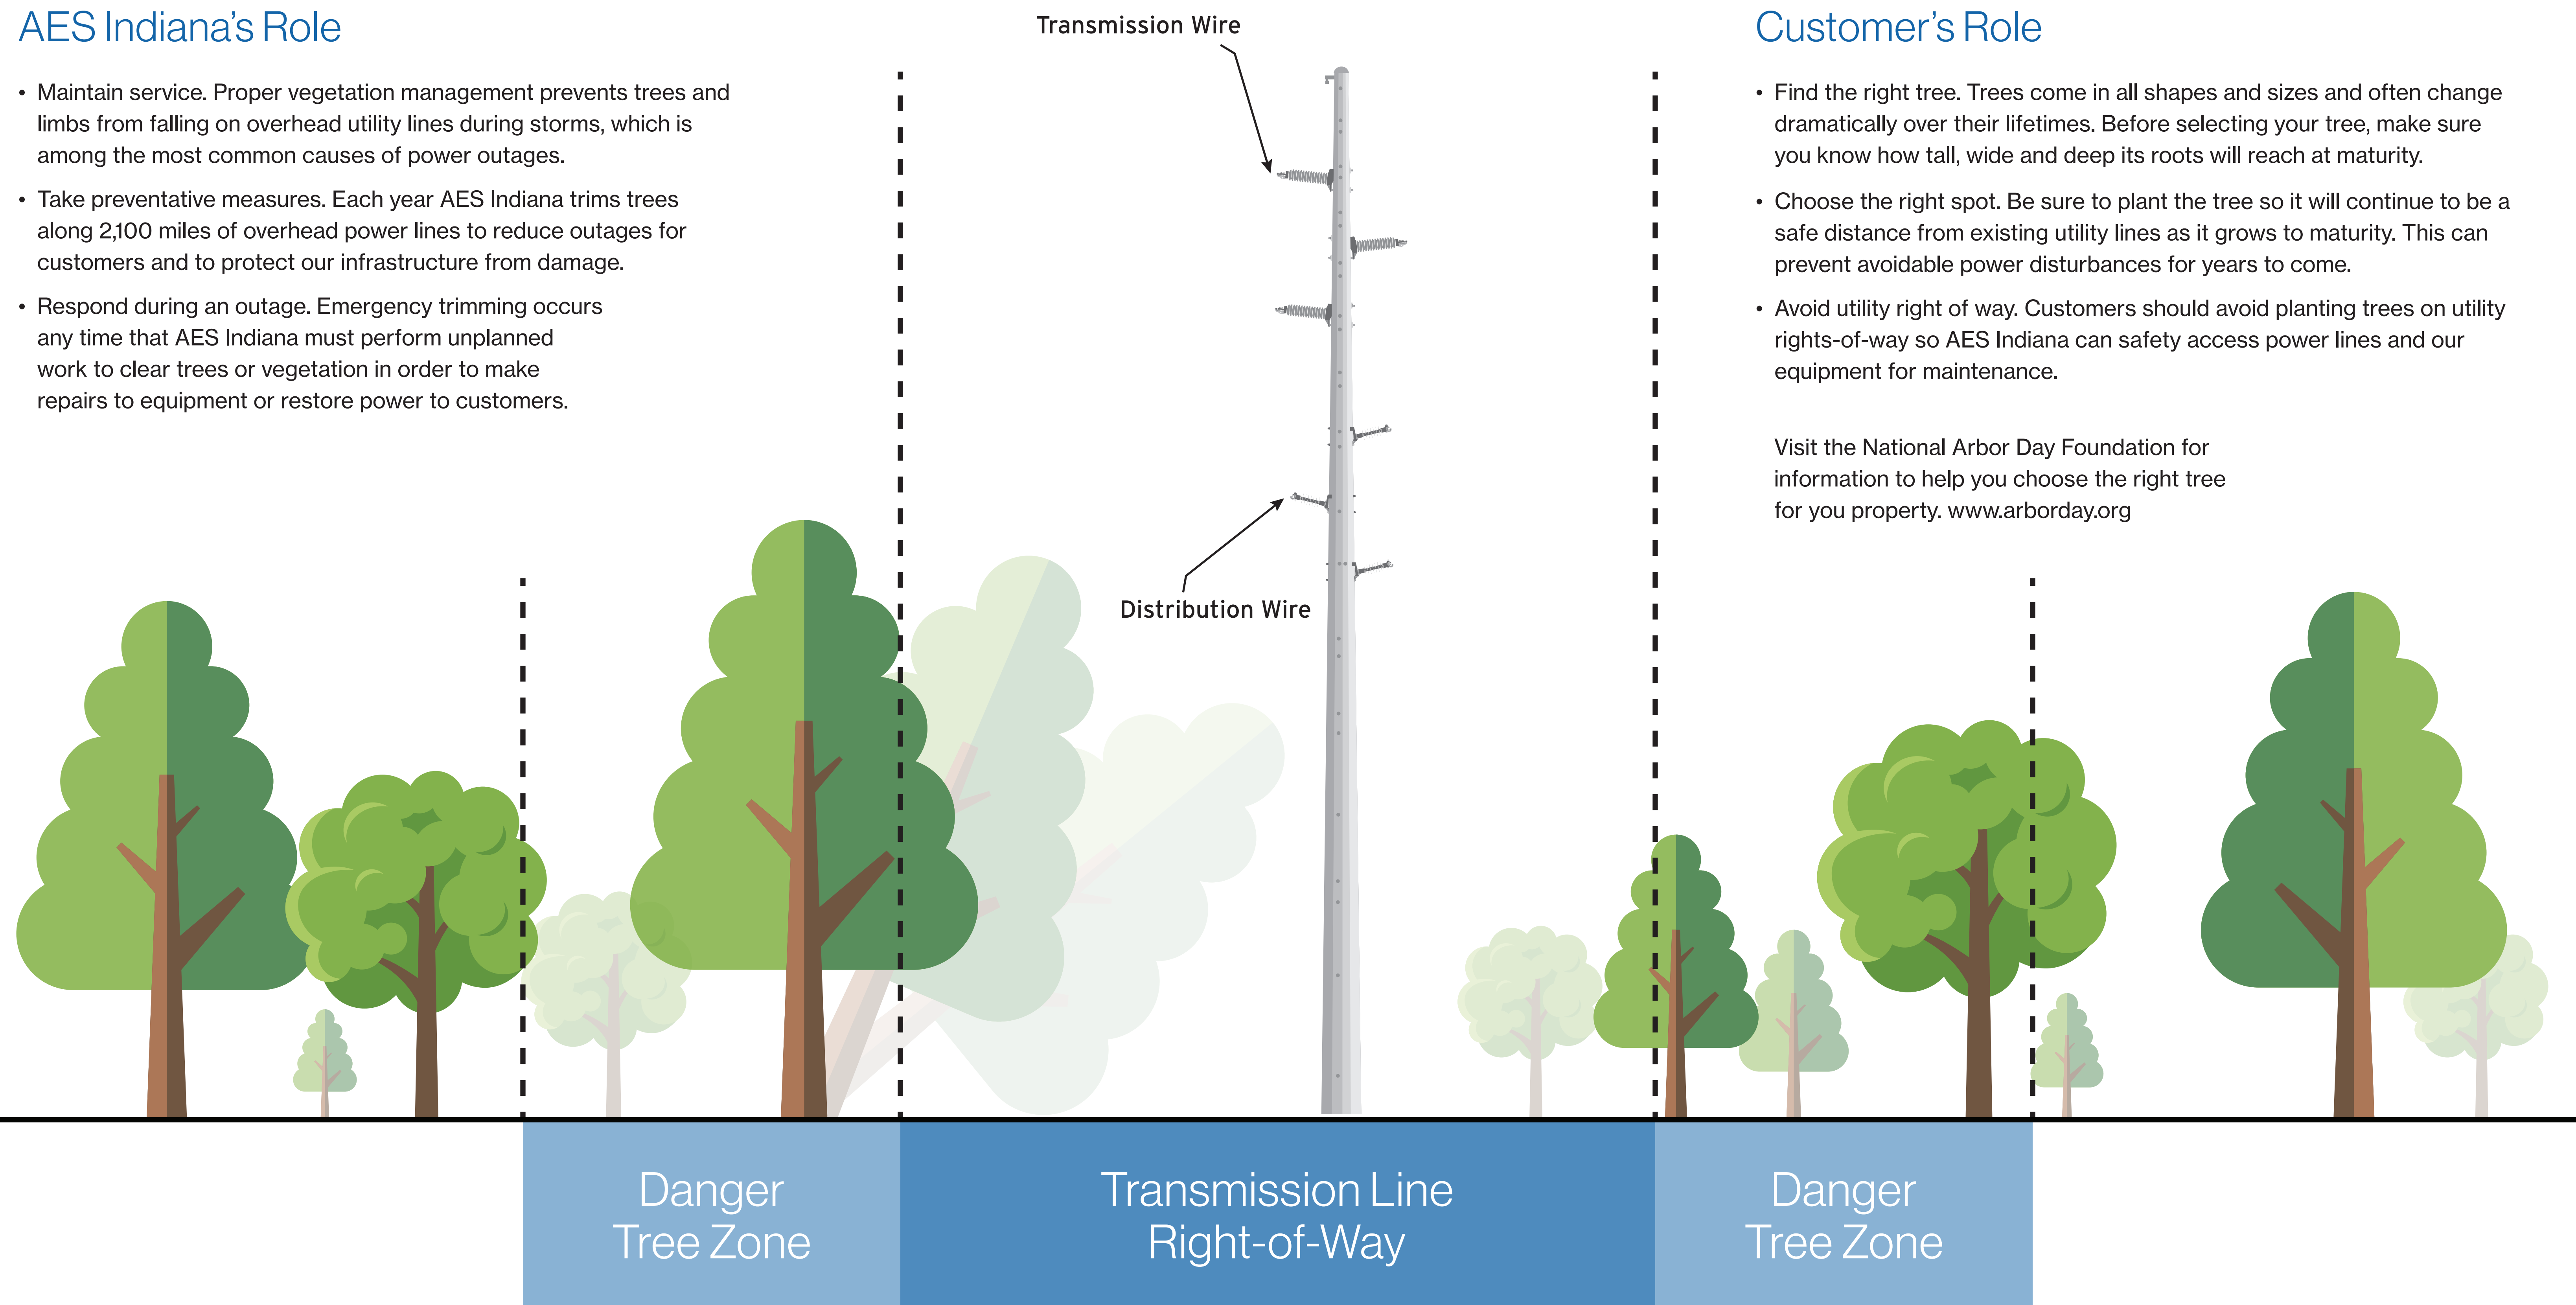 AES Indiana's Role
• Maintain service. Proper vegetation management prevents trees and
limbs from falling on overhead utility lines during storms, which is
among the most common causes of power outages.
• Take preventative measures. Each year AES Indiana trims trees
along 2,100 miles of overhead power lines to reduce outages for
customers and to protect our infrastructure from damage.
• Respond during an outage. Emergency trimming occurs
any time that AES Indiana must perform unplanned
work to clear trees or vegetation in order to make
repairs to equipment or restore power to customers.
Transmission Wire
Distribution Wire
Customer's Role
• Find the right tree. Trees come in all shapes and sizes and often change
dramatically over their lifetimes. Before selecting your tree, make sure
you know how tall, wide and deep its roots will reach at maturity.
• Choose the right spot. Be sure to plant the tree so it will continue to be a
safe distance from existing utility lines as it grows to maturity. This can
prevent avoidable power disturbances for years to come.
• Avoid utility right of way. Customers should avoid planting trees on utility
rights-of-way so AES Indiana can safety access power lines and our
equipment for maintenance.
Visit the National Arbor Day Foundation for
information to help you choose the right tree
for you property. www.arborday.org
Danger
Tree Zone
Transmission Line
Right-of-Way
Danger
Tree Zone